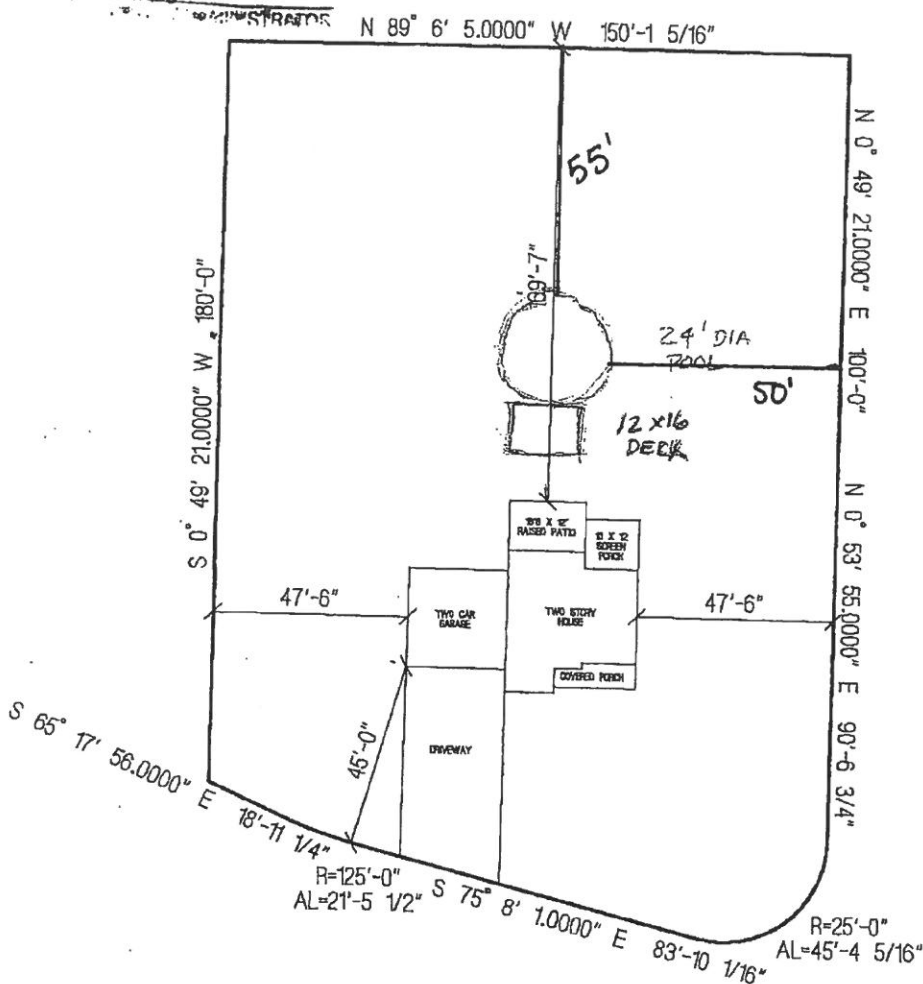 N 89° 6' 5.0000" W 150'-1 5/16"
N 0° 49' 21.0000" E 100'-0"
55'
S 0° 49' 21.0000" W 180'-0"
24' DIA
POOL
50'
12 x16
DECK
N 0° 53' 55.0000" E 90'-6 3/4"
RAISED PATIO
SCREEN
PORCH
47'-6"
TWO CAR
GARAGE
TWO STORY
HOUSE
47'-6"
COVERED PORCH
45'-0"
DRIVEWAY
S 65° 17' 56.0000" E
18'-11 1/4"
R=125'-0"
AL=21'-5 1/2"
S 75° 8' 1.0000" E
83'-10 1/16"
R=25'-0"
AL=45'-4 5/16"